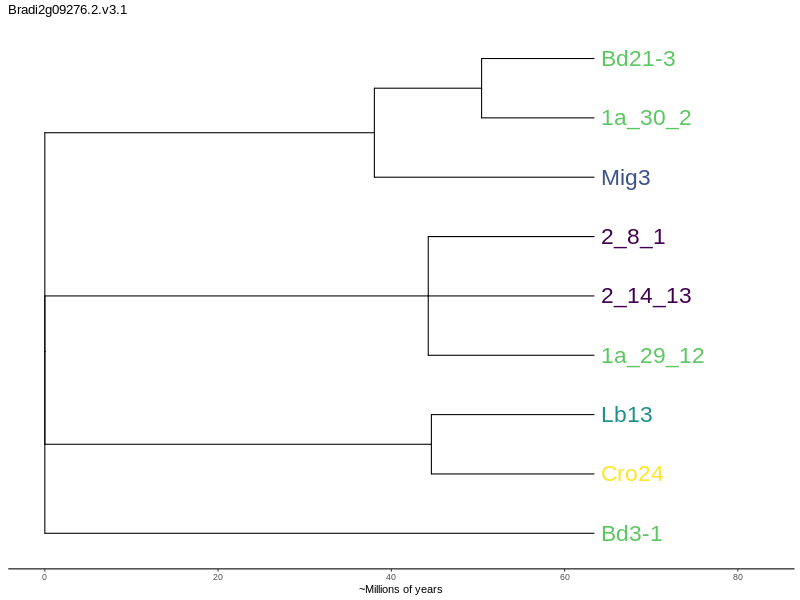 Bradi2g09276.2.v3.1
Bd21-3
1a_30_2
Mig3
2_8_1
2_14_13
1a_29_12
Lb13
Cro24
Bd3-1
0 20 40 60 80
~Millions of years